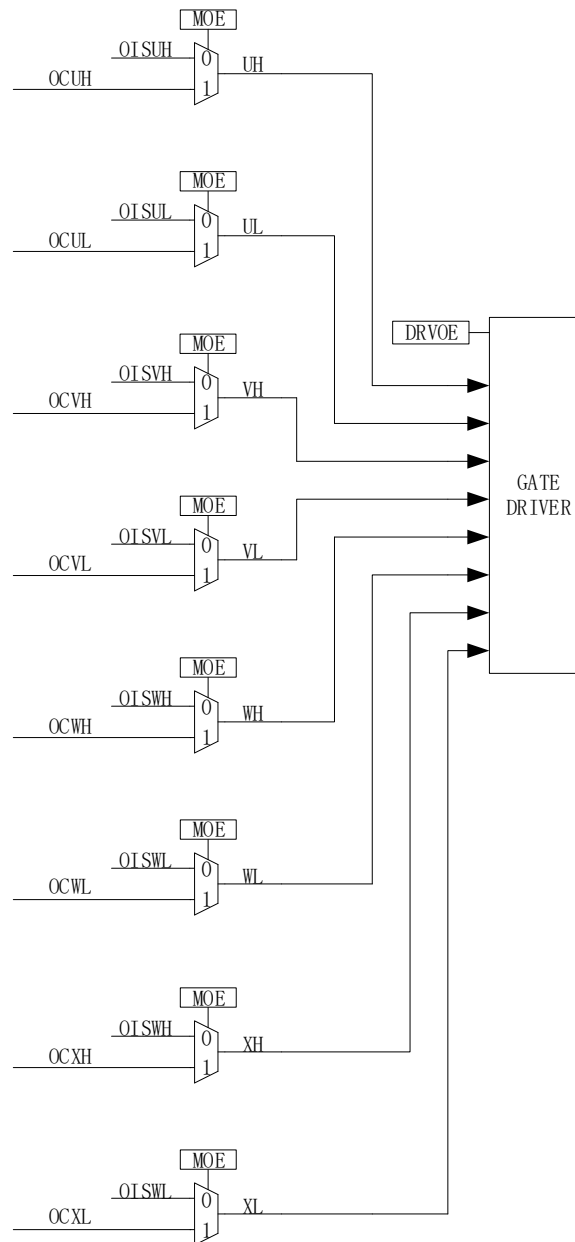 MOE
OISUH
0
UH
OCUH
1
MOE
OISUL
0
UL
OCUL
1
DRVOE
MOE
OISVH
0
VH
OCVH
1
GATE
DRIVER
MOE
OISVL
0
VL
OCVL
1
MOE
OISWH
0
WH
OCWH
1
MOE
OISWL
0
WL
OCWL
1
MOE
OISWH
0
XH
OCXH
1
MOE
OISWL
0
XL
OCXL
1